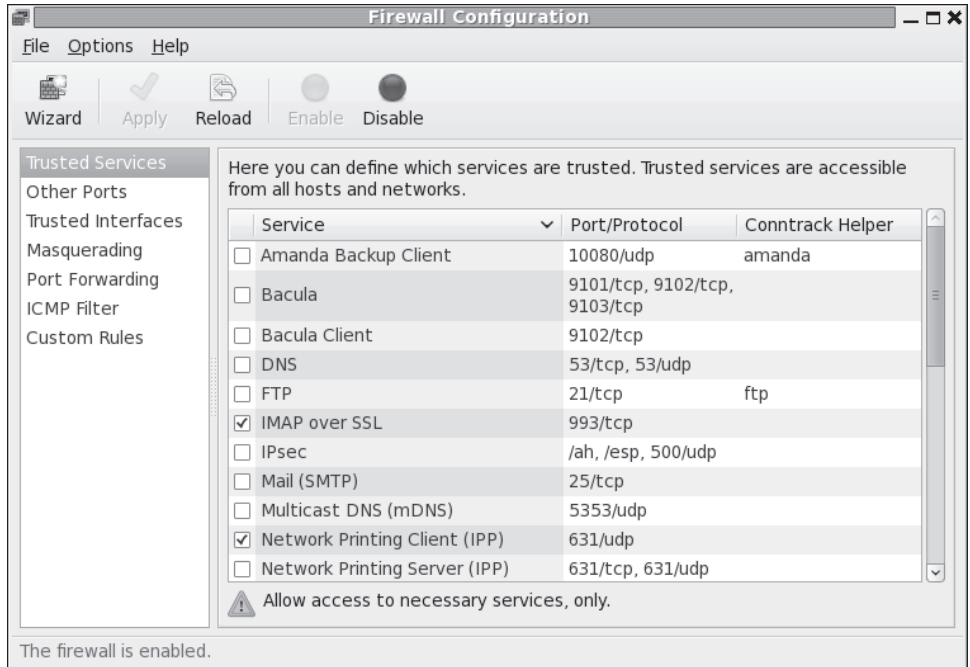 Firewall Configuration
File Options Help
Wizard Apply Reload Enable Disable
Trusted Services
Other Ports
Trusted Interfaces
Masquerading
Port Forwarding
ICMP Filter
Custom Rules
Here you can define which services are trusted. Trusted services are accessible
from all hosts and networks.
Service Port/Protocol Conntrack Helper
Amanda Backup Client 10080/udp amanda
Bacula 9101/tcp, 9102/tcp,
9103/tcp
Bacula Client 9102/tcp
DNS 53/tcp, 53/udp
FTP 21/tcp ftp
IMAP over SSL 993/tcp
IPsec /ah, /esp, 500/udp
Mail (SMTP) 25/tcp
Multicast DNS (mDNS) 5353/udp
Network Printing Client (IPP) 631/udp
Network Printing Server (IPP) 631/tcp, 631/udp
Allow access to necessary services, only.
The firewall is enabled.